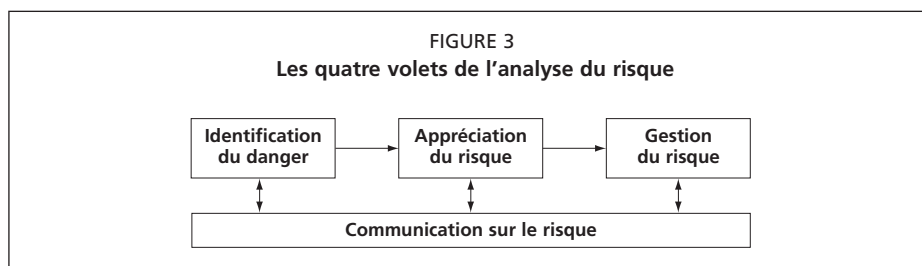 FIGURE 3
Les quatre volets de l'analyse du risque
Identification
du danger
Appréciation
du risque
Gestion
du risque
Communication sur le risque